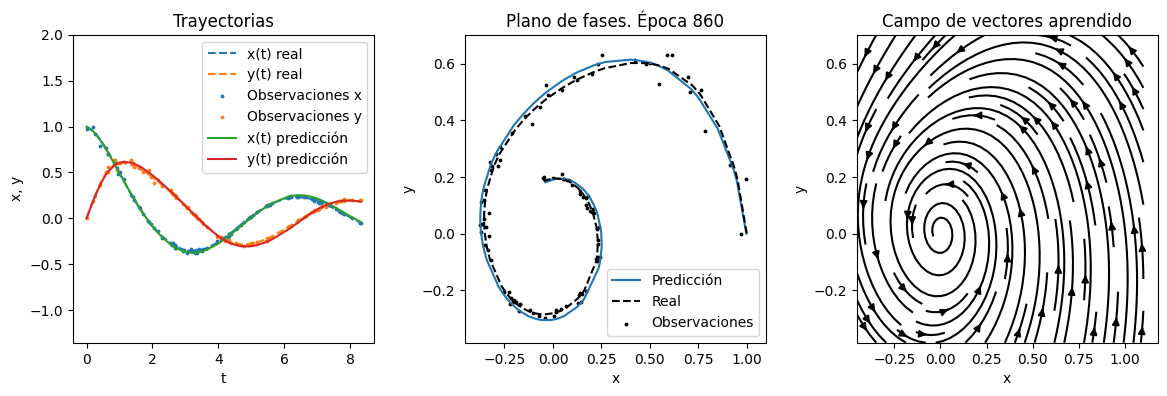 Trayectorias
x, y
2.0
1.5
1.0
0.5
0.0
−0.5
−1.0
0
2
4
6
8
t
x(t) real
y(t) real
Observaciones x
Observaciones y
x(t) predicción
y(t) predicción
Plano de fases. Época 860
y
0.6
0.4
0.2
0.0
−0.2
−0.25
0.00
0.25
0.50
0.75
1.00
x
Predicción
Real
Observaciones
Campo de vectores aprendido
y
0.6
0.4
0.2
0.0
−0.2
−0.25
0.00
0.25
0.50
0.75
1.00
x